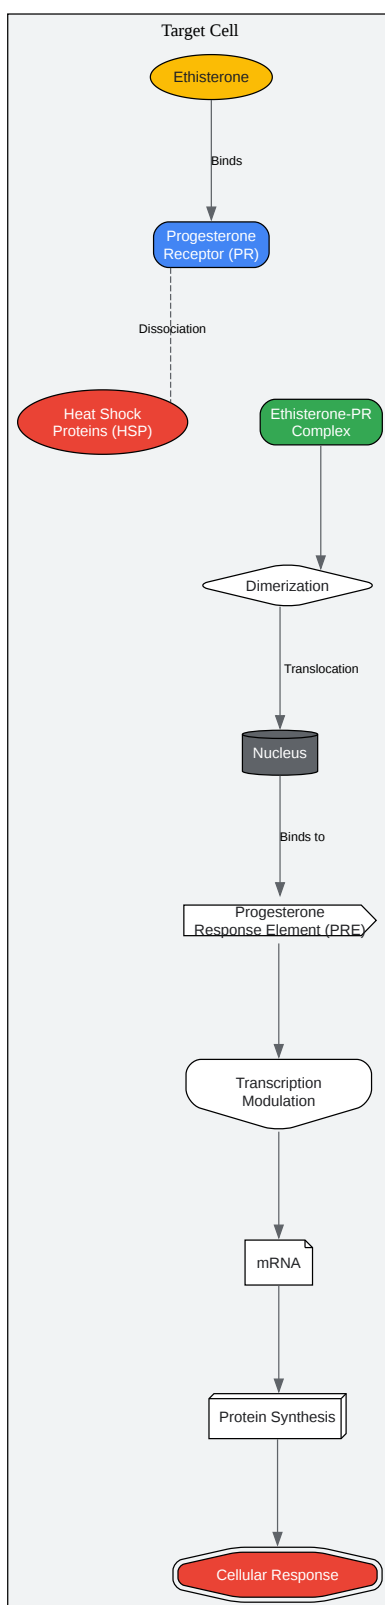 Target Cell
Ethisterone
Binds
Progesterone
Receptor (PR)
Dissociation
Heat Shock
Proteins (HSP)
Ethisterone-PR
Complex
Dimerization
Translocation
Nucleus
Binds to
Progesterone
Response Element (PRE)
Transcription
Modulation
mRNA
Protein Synthesis
Cellular Response